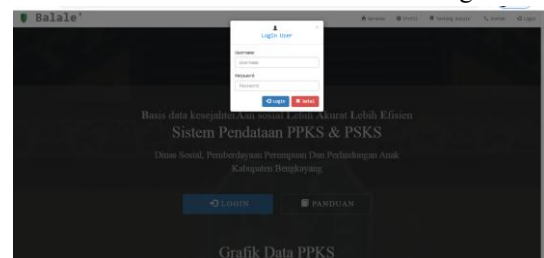 Balale'
Beranda Profil Tentang Balale' Kontak Login
×
Login User
Username
Username
Password
Password
Login Batal
Basis data kesejahterAan sosial Lebih Akurat Lebih Efisien
Sistem Pendataan PPKS & PSKS
Dinas Sosial, Pemberdayaan Perempuan Dan Perlindungan Anak
Kabupaten Bengkayang
LOGIN PANDUAN
Grafik Data PPKS